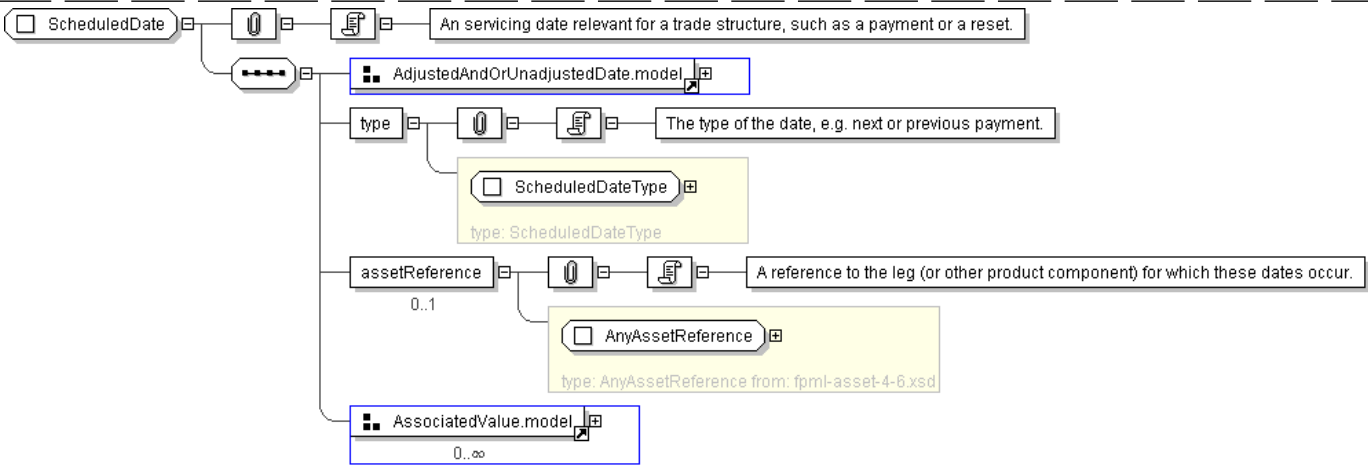 ScheduledDate
An servicing date relevant for a trade structure, such as a payment or a reset.
AdjustedAndOrUnadjustedDate.model
type
The type of the date, e.g. next or previous payment.
ScheduledDateType
type: ScheduledDateType
assetReference
A reference to the leg (or other product component) for which these dates occur.
0..1
AnyAssetReference
type: AnyAssetReference from: fpml-asset-4-6.xsd
AssociatedValue.model
0..∞